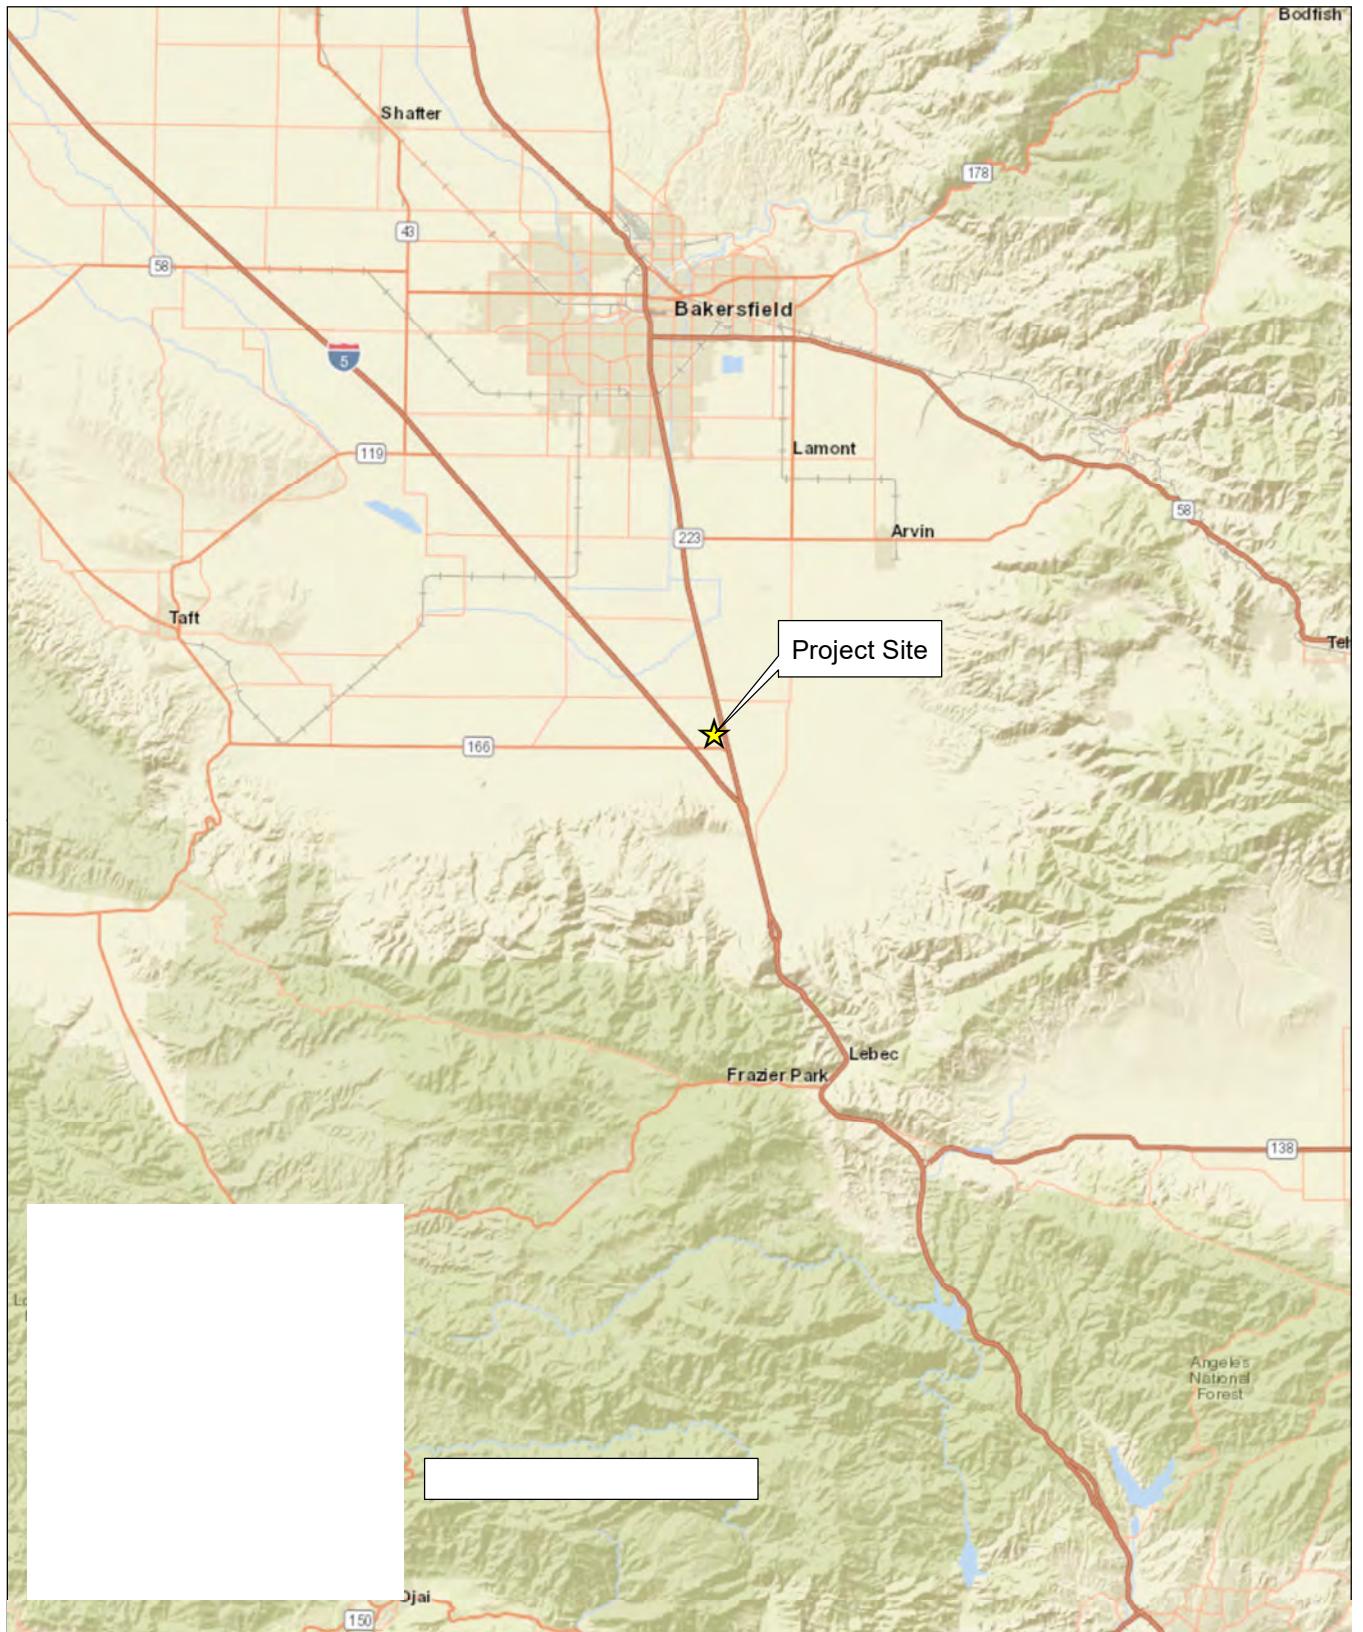 Bodfish
Shafter
178
43
58
Bakersfield
5
119
Lamont
58
223
Arvin
Taft
Project Site
166
Lebec
Frazier Park
138
Angeles
National
Forest
Ojai
150